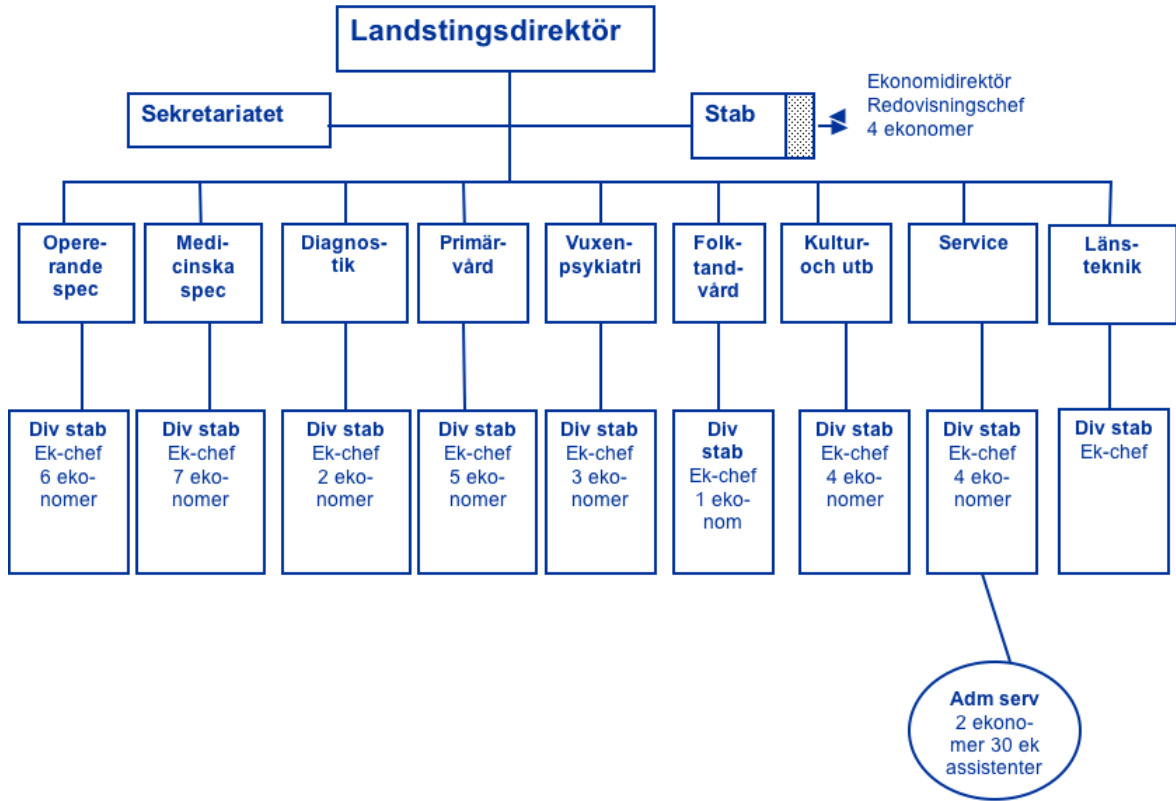 Landstingsdirektör
Sekretariatet
Stab
Ekonomidirektör
Redovisningschef
4 ekonomer
Opere-
rande
spec
Medi-
cinska
spec
Diagnos-
tik
Primär-
vård
Vuxen-
psykiatri
Folk-
tand-
vård
Kultur-
och utb
Service
Läns-
teknik
Div stab
Ek-chef
6 eko-
nomer
Div stab
Ek-chef
7 eko-
nomer
Div stab
Ek-chef
2 eko-
nomer
Div stab
Ek-chef
5 eko-
nomer
Div stab
Ek-chef
3 eko-
nomer
Div
stab
Ek-chef
1 eko-
nom
Div stab
Ek-chef
4 eko-
nomer
Div stab
Ek-chef
4 eko-
nomer
Div stab
Ek-chef
Adm serv
2 ekono-
mer 30 ek
assistenter